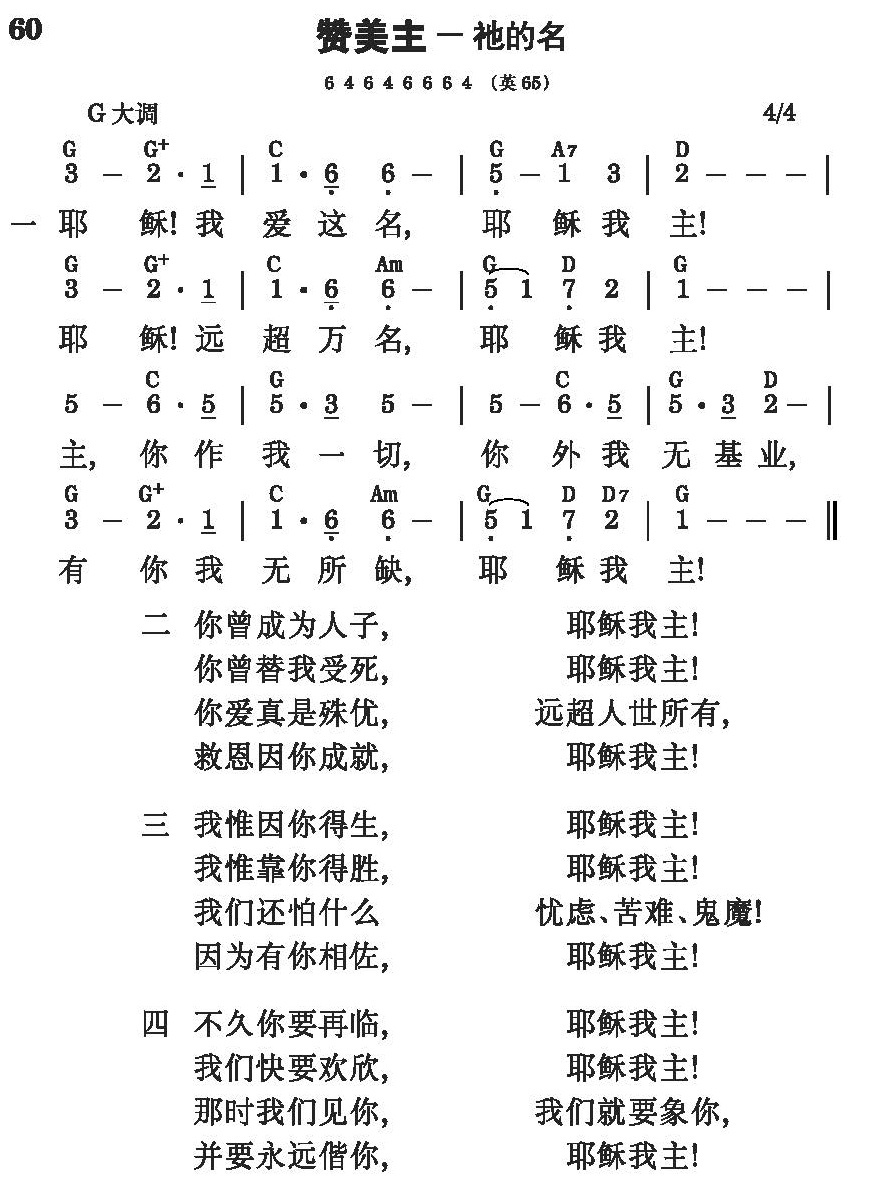 60
赞美主－祂的名
6 4 6 4 6 6 6 4 （英65）
G大调 4/4
G G+ C G A7 D
3 － 2 · 1 | 1 · 6 6 － | 5 － 1 3 | 2 － － － |
一 耶 稣! 我 爱 这 名, 耶 稣 我 主!
G G+ C Am G D G
3 － 2 · 1 | 1 · 6 6 － | 5 1 7 2 | 1 － － － |
耶 稣! 远 超 万 名, 耶 稣 我 主!
C G C G D
5 － 6 · 5 | 5 · 3 5 － | 5 － 6 · 5 | 5 · 3 2 － |
主, 你 作 我 一 切, 你 外 我 无 基 业,
G G+ C Am G D D7 G
3 － 2 · 1 | 1 · 6 6 － | 5 1 7 2 | 1 － － － ‖
有 你 我 无 所 缺, 耶 稣 我 主!
二 你曾成为人子, 耶稣我主!
你曾替我受死, 耶稣我主!
你爱真是殊优, 远超人世所有,
救恩因你成就, 耶稣我主!
三 我惟因你得生, 耶稣我主!
我惟靠你得胜, 耶稣我主!
我们还怕什么 忧虑、苦难、鬼魔!
因为有你相佐, 耶稣我主!
四 不久你要再临, 耶稣我主!
我们快要欢欣, 耶稣我主!
那时我们见你, 我们就要象你,
并要永远偕你, 耶稣我主!